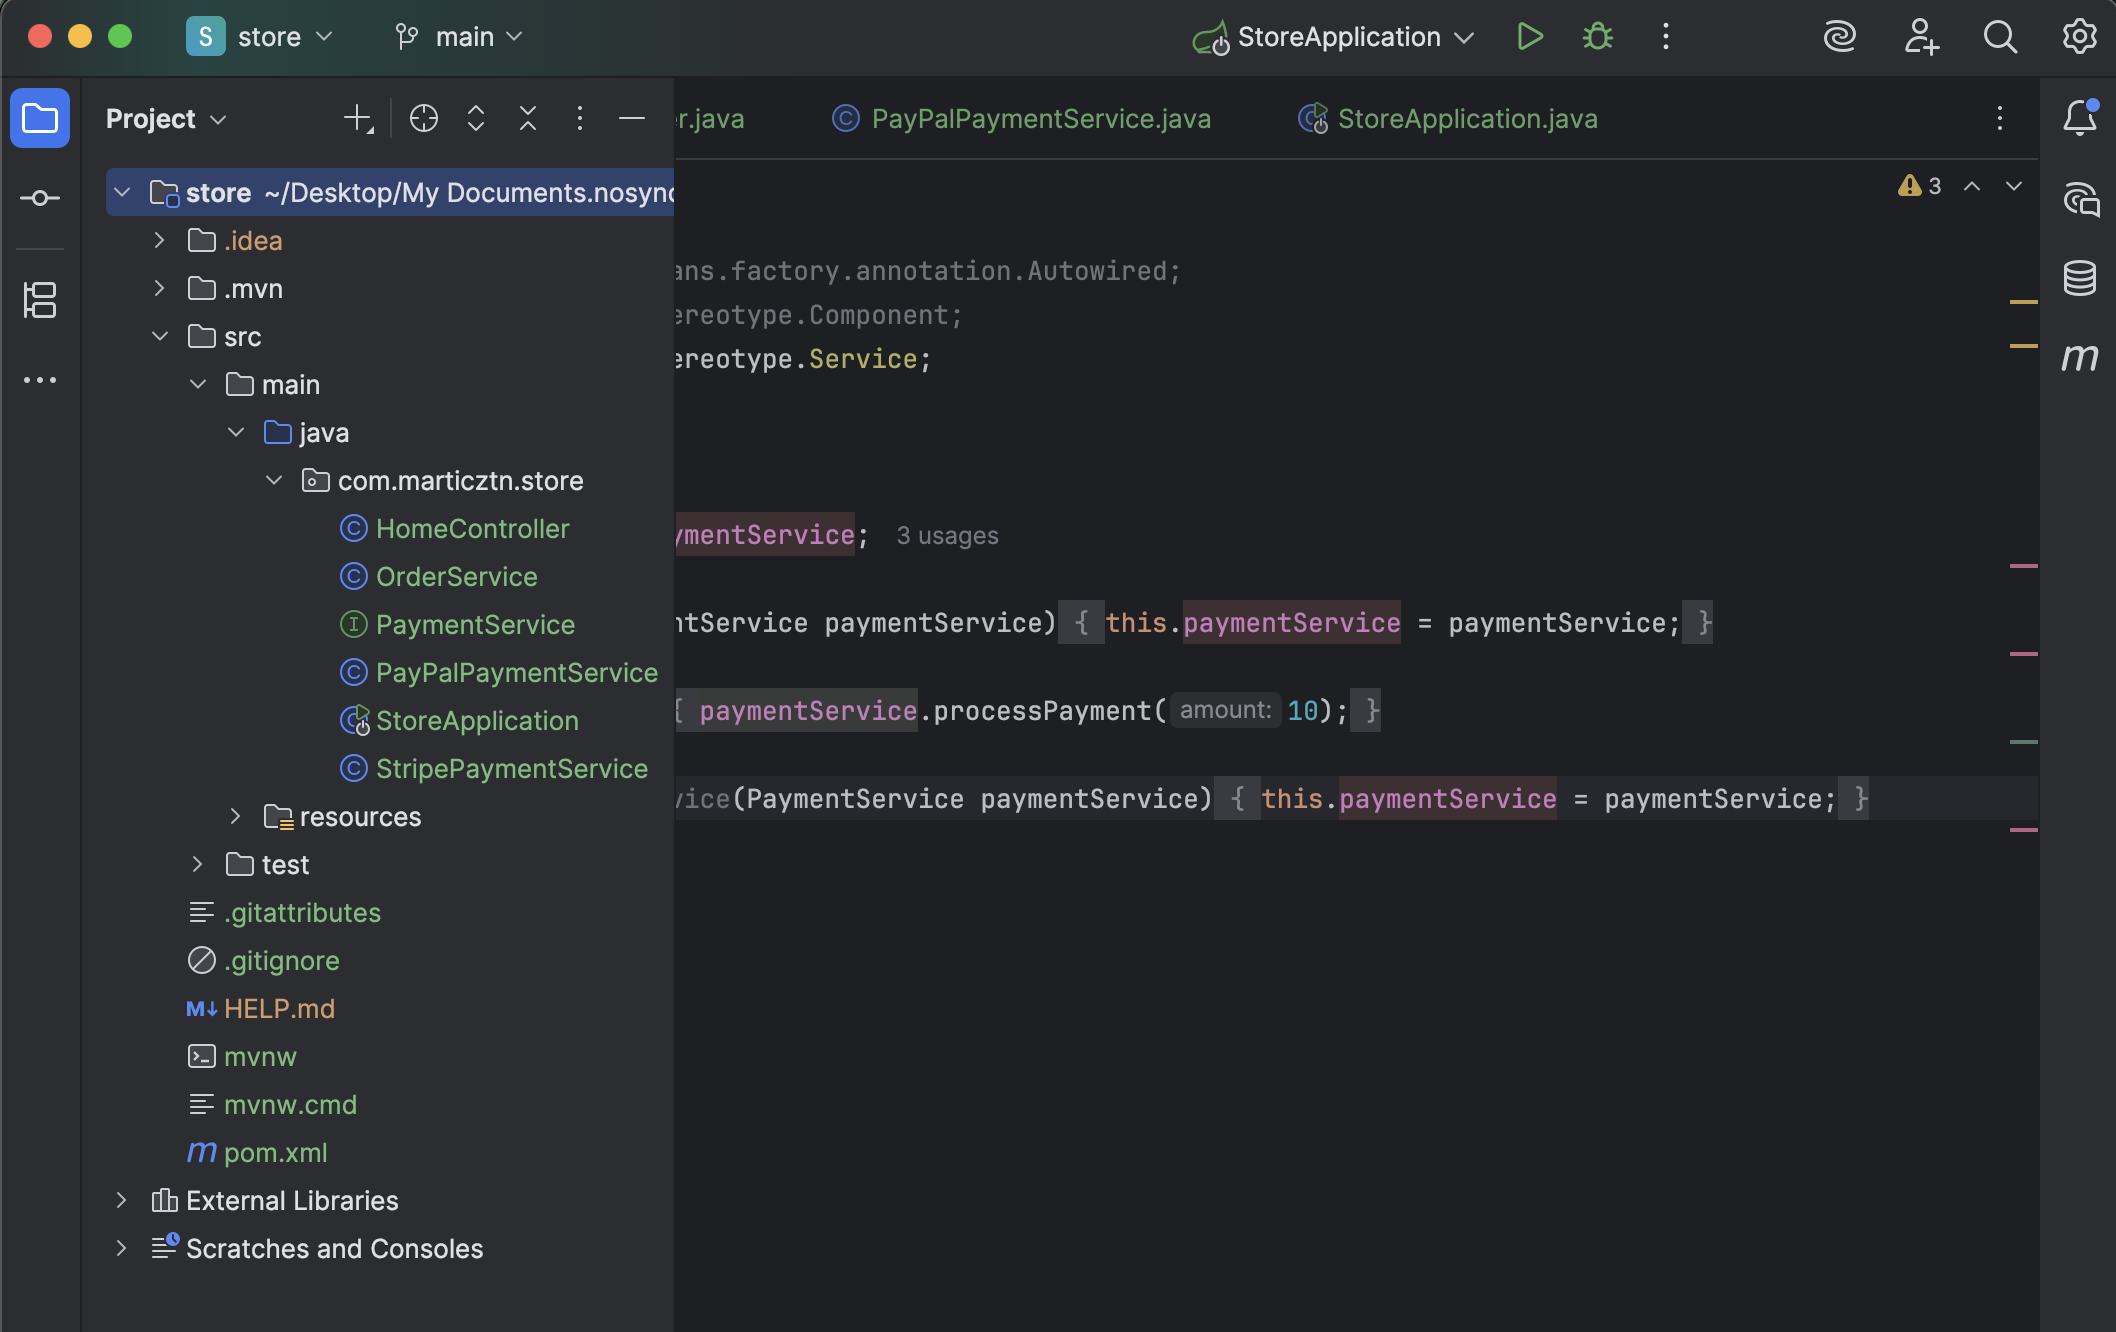 S store main StoreApplication
Project
r.java PayPalPaymentService.java StoreApplication.java
store ~/Desktop/My Documents.nosync
3
.idea
ans.factory.annotation.Autowired;
.mvn
ereotype.Component;
src
ereotype.Service;
main
java
com.marticztn.store
HomeController
ymentService; 3 usages
OrderService
PaymentService
ntService paymentService) { this.paymentService = paymentService; }
PayPalPaymentService
StoreApplication
{ paymentService.processPayment( amount: 10); }
StripePaymentService
vice(PaymentService paymentService) { this.paymentService = paymentService; }
resources
test
.gitattributes
.gitignore
M↓ HELP.md
mvnw
mvnw.cmd
m pom.xml
External Libraries
Scratches and Consoles
m